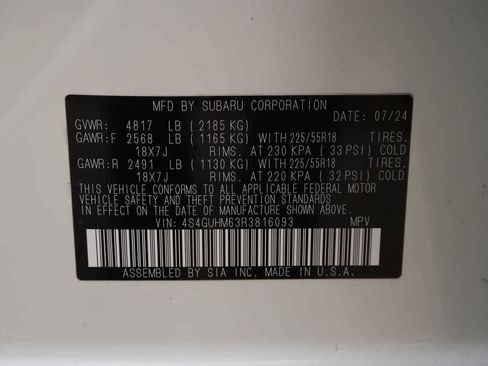 MFD BY SUBARU CORPORATION
DATE: 07/24
GVWR: 4817 LB (2185 KG)
GAWR:F 2568 LB (1165 KG) WITH 225/55R18 TIRES.
18X7J RIMS. AT 230 KPA (33 PSI) COLD
GAWR:R 2491 LB (1130 KG) WITH 225/55R18 TIRES.
18X7J RIMS. AT 220 KPA (32 PSI) COLD
THIS VEHICLE CONFORMS TO ALL APPLICABLE FEDERAL MOTOR
VEHICLE SAFETY, BUMPER, AND THEFT PREVENTION STANDARDS
IN EFFECT ON THE DATE OF MANUFACTURE SHOWN ABOVE.
VIN: 4S4GUHM63R3816093 MPV
ASSEMBLED BY SIA INC. MADE IN U.S.A.